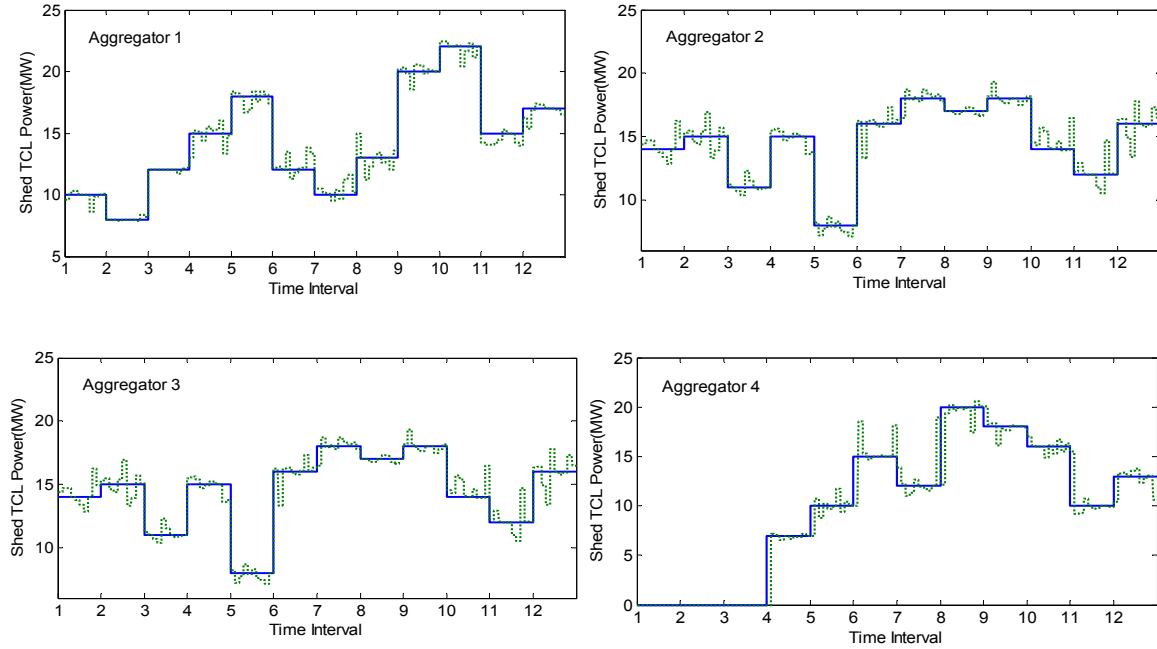 25
20
15
10
5
Shed TCL Power(MW)
Aggregator 1
1 2 3 4 5 6 7 8 9 10 11 12
Time Interval
25
20
15
10
Shed TCL Power(MW)
Aggregator 2
1 2 3 4 5 6 7 8 9 10 11 12
Time Interval
25
20
15
10
Shed TCL Power(MW)
Aggregator 3
1 2 3 4 5 6 7 8 9 10 11 12
Time Interval
25
20
15
10
5
0
Shed TCL Power(MW)
Aggregator 4
1 2 3 4 5 6 7 8 9 10 11 12
Time Interval